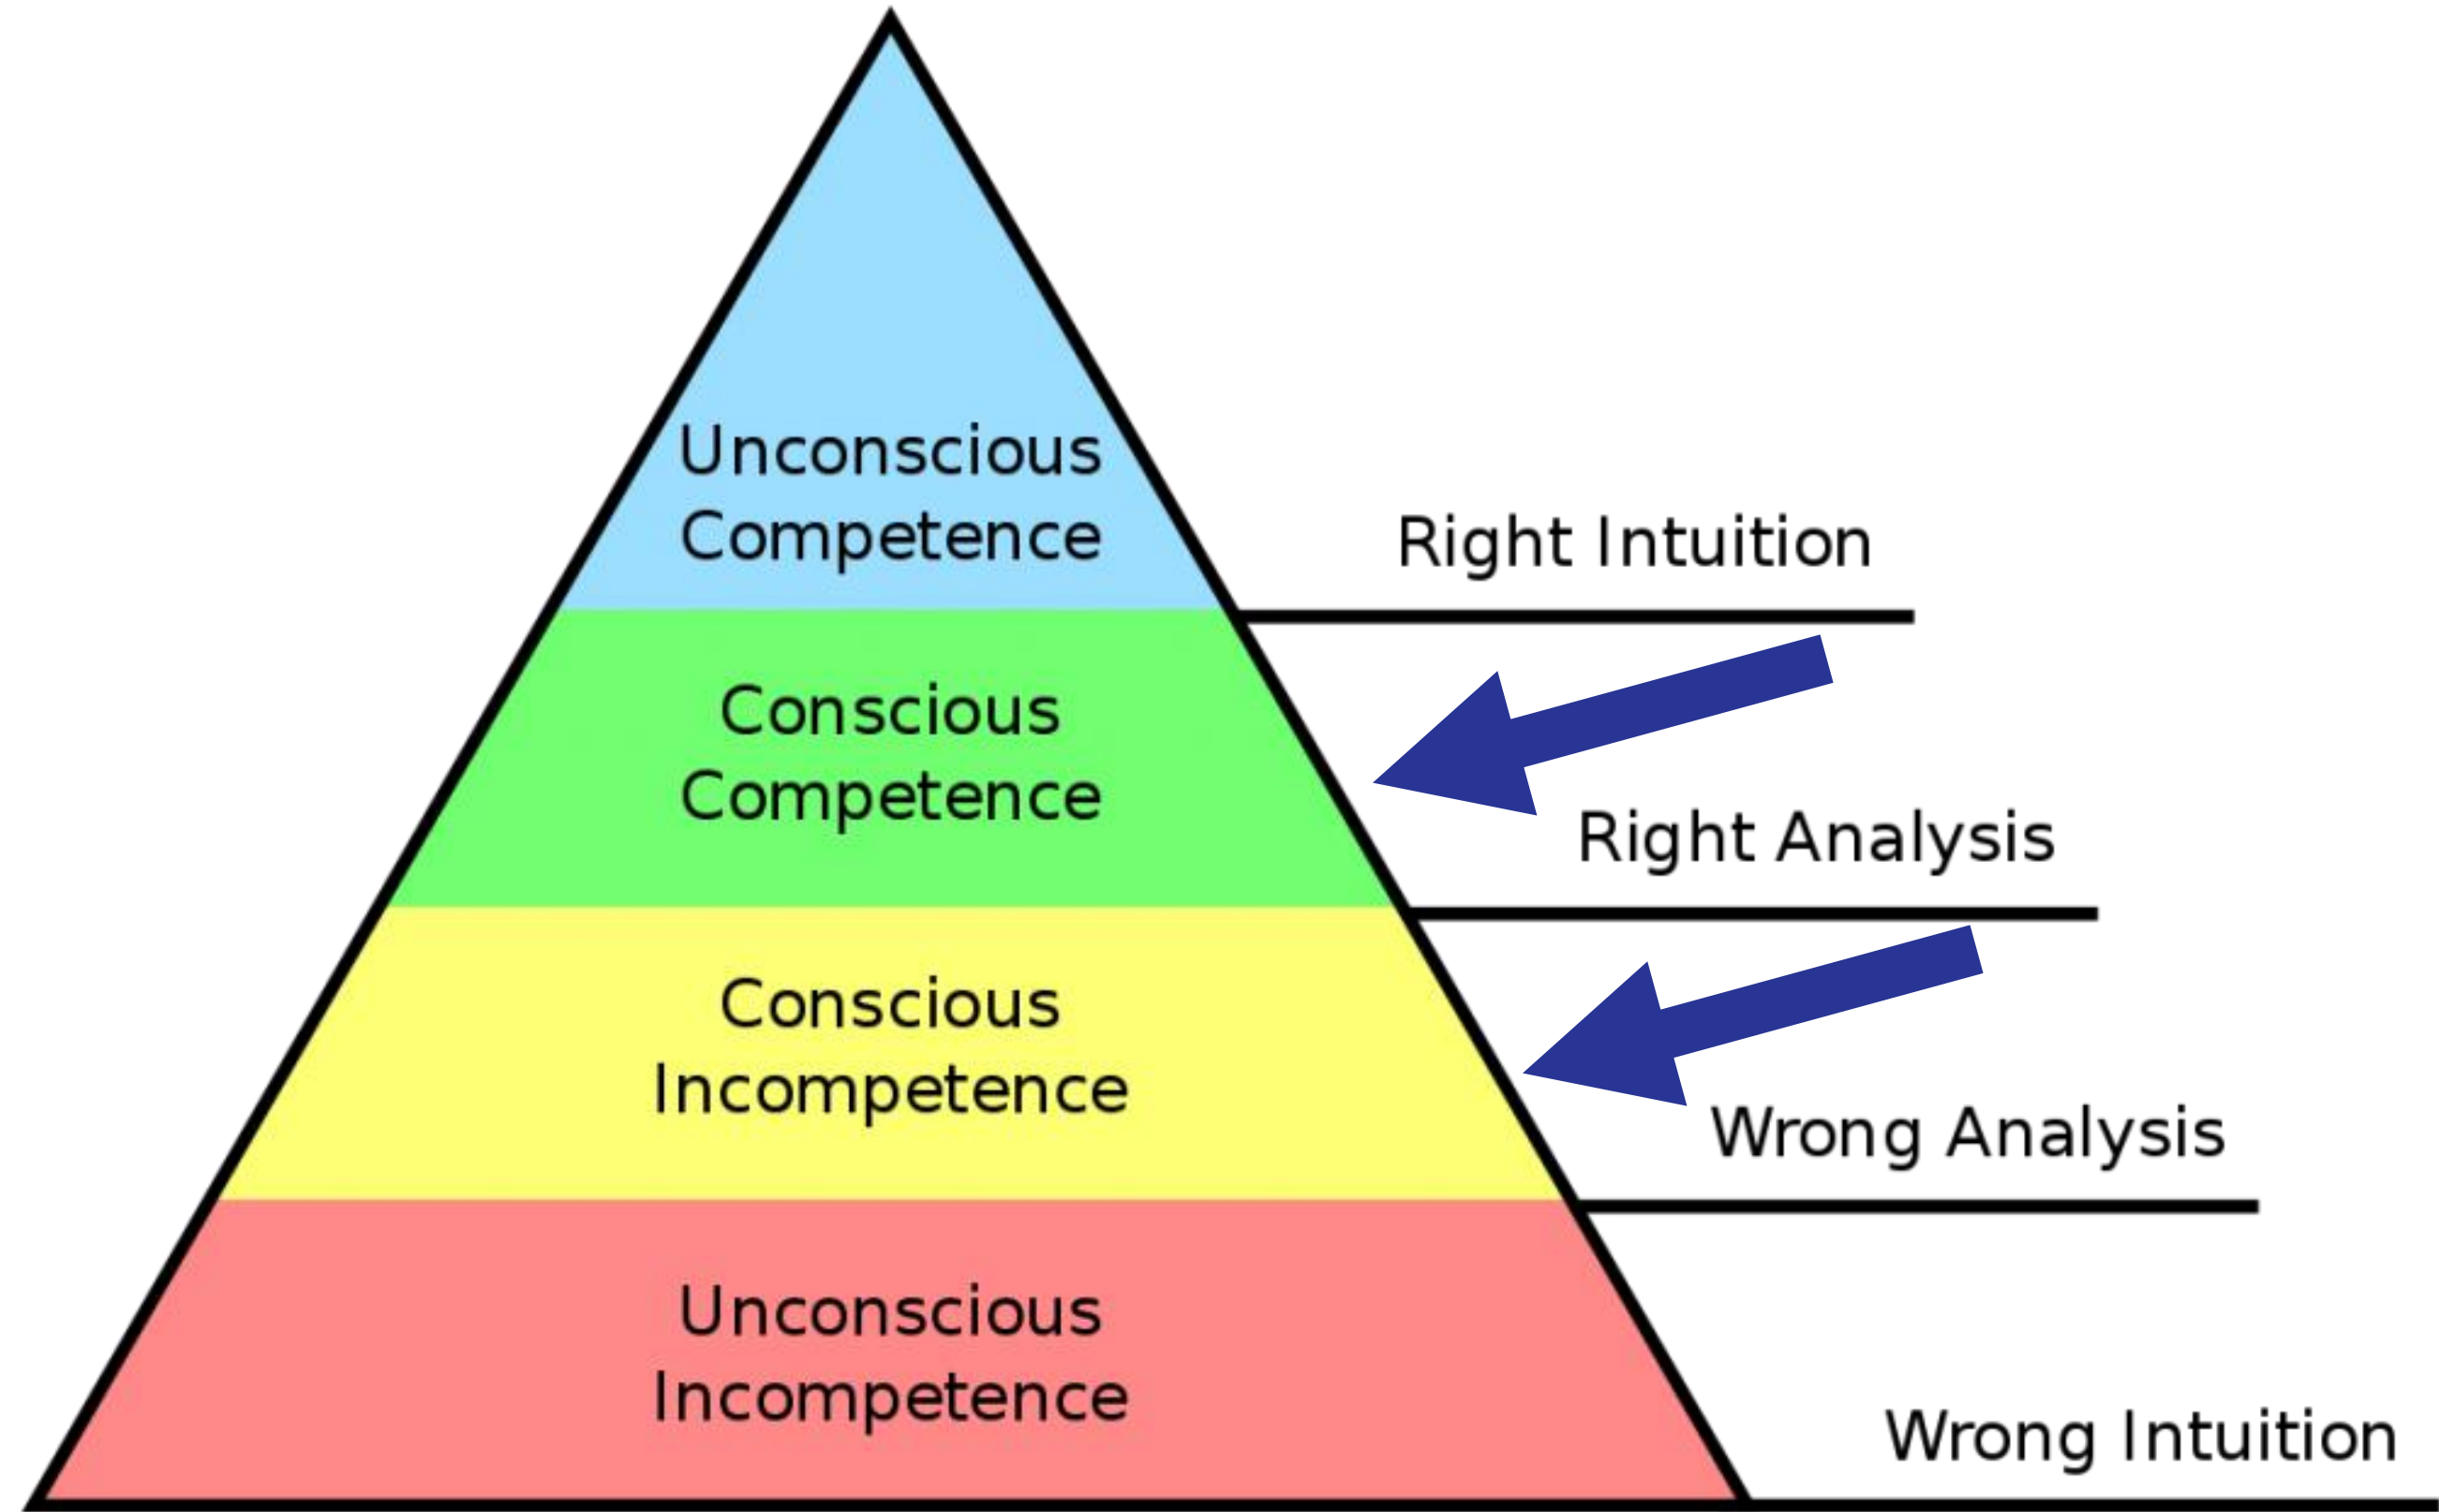 Unconscious
Competence
Right Intuition
Conscious
Competence
Right Analysis
Conscious
Incompetence
Wrong Analysis
Unconscious
Incompetence
Wrong Intuition